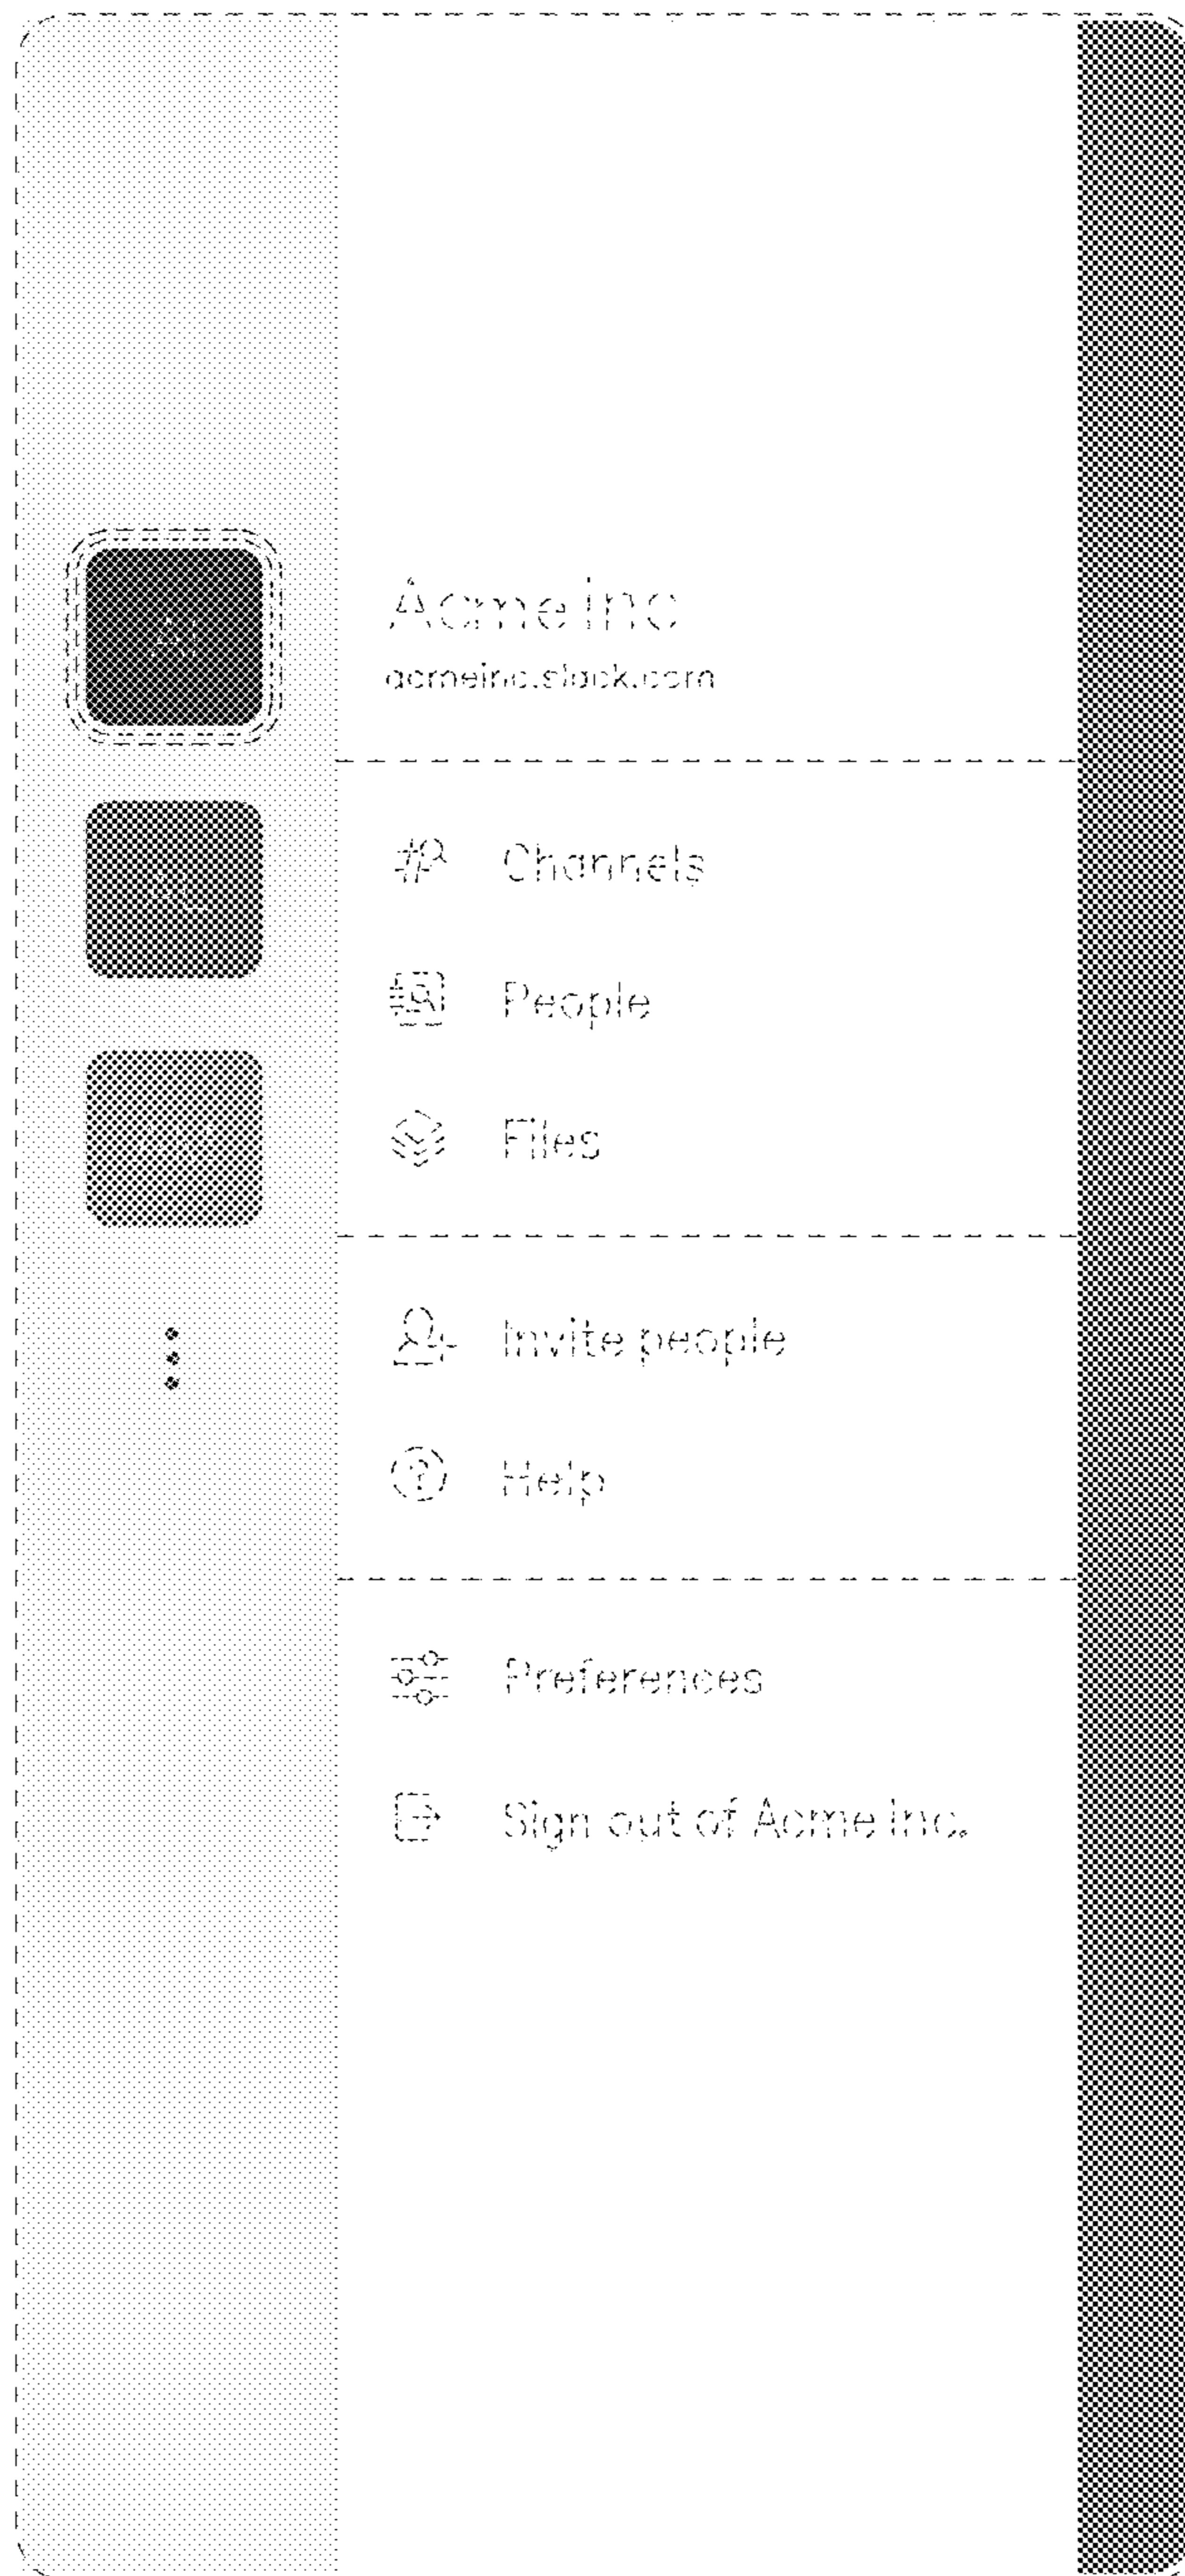 Acme Inc
acmeinc.slack.com
Channels
People
Files
Invite people
Help
Preferences
Sign out of Acme Inc.